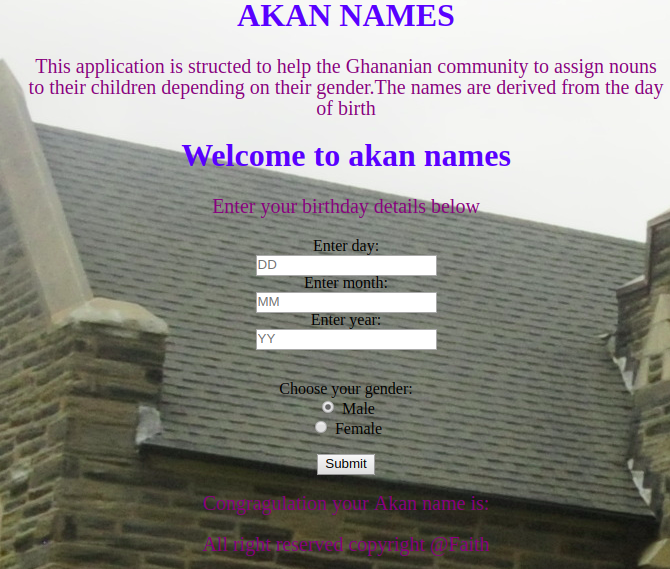 AKAN NAMES
This application is structed to help the Ghananian community to assign nouns
to their children depending on their gender.The names are derived from the day
of birth
Welcome to akan names
Enter your birthday details below
Enter day:
DD
Enter month:
MM
Enter year:
YY
Choose your gender:
Male
Female
Submit
Congragulation your Akan name is:
All right reserved copyright @Faith